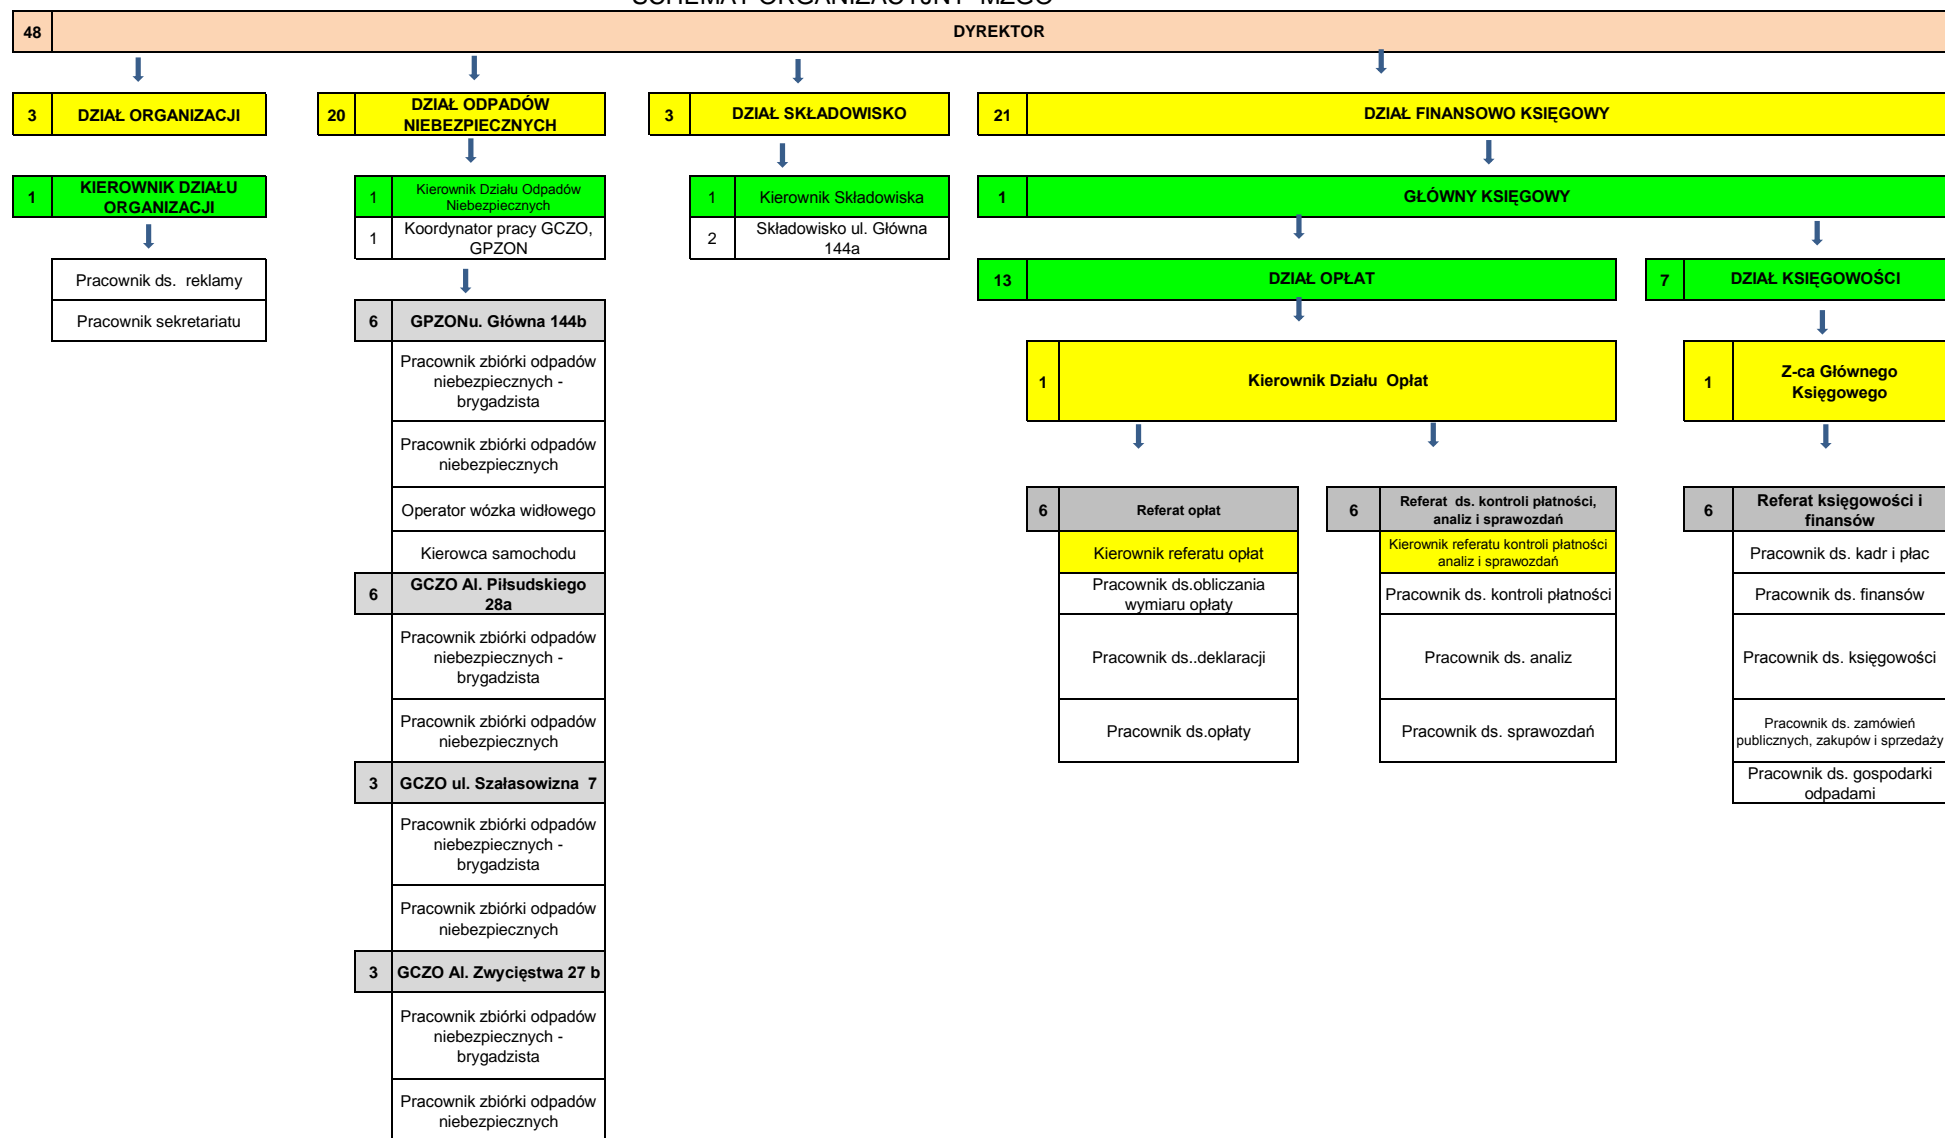 SCHEMAT ORGANIZACYJNY MZGO
48 DYREKTOR
3 DZIAŁ ORGANIZACJI
20 DZIAŁ ODPADÓW
NIEBEZPIECZNYCH
3 DZIAŁ SKŁADOWISKO
21 DZIAŁ FINANSOWO KSIĘGOWY
1 KIEROWNIK DZIAŁU
ORGANIZACJI
Pracownik ds. reklamy
Pracownik sekretariatu
1 Kierownik Działu Odpadów
Niebezpiecznych
1 Koordynator pracy GCZO,
GPZON
6 GPZONu. Główna 144b
Pracownik zbiórki odpadów
niebezpiecznych -
brygadzista
Pracownik zbiórki odpadów
niebezpiecznych
Operator wózka widłowego
Kierowca samochodu
6 GCZO Al. Piłsudskiego
28a
Pracownik zbiórki odpadów
niebezpiecznych -
brygadzista
Pracownik zbiórki odpadów
niebezpiecznych
3 GCZO ul. Szałasowizna 7
Pracownik zbiórki odpadów
niebezpiecznych -
brygadzista
Pracownik zbiórki odpadów
niebezpiecznych
3 GCZO Al. Zwycięstwa 27 b
Pracownik zbiórki odpadów
niebezpiecznych -
brygadzista
Pracownik zbiórki odpadów
niebezpiecznych
1 Kierownik Składowiska
2 Składowisko ul. Główna
144a
1 GŁÓWNY KSIĘGOWY
13 DZIAŁ OPŁAT
7 DZIAŁ KSIĘGOWOŚCI
1 Kierownik Działu Opłat
1 Z-ca Głównego
Księgowego
6 Referat opłat
Kierownik referatu opłat
Pracownik ds.obliczania
wymiaru opłaty
Pracownik ds..deklaracji
Pracownik ds.opłaty
6 Referat ds. kontroli płatności,
analiz i sprawozdań
Kierownik referatu kontroli płatności
analiz i sprawozdań
Pracownik ds. kontroli płatności
Pracownik ds. analiz
Pracownik ds. sprawozdań
6 Referat księgowości i
finansów
Pracownik ds. kadr i płac
Pracownik ds. finansów
Pracownik ds. księgowości
Pracownik ds. zamówień
publicznych, zakupów i sprzedaży
Pracownik ds. gospodarki
odpadami